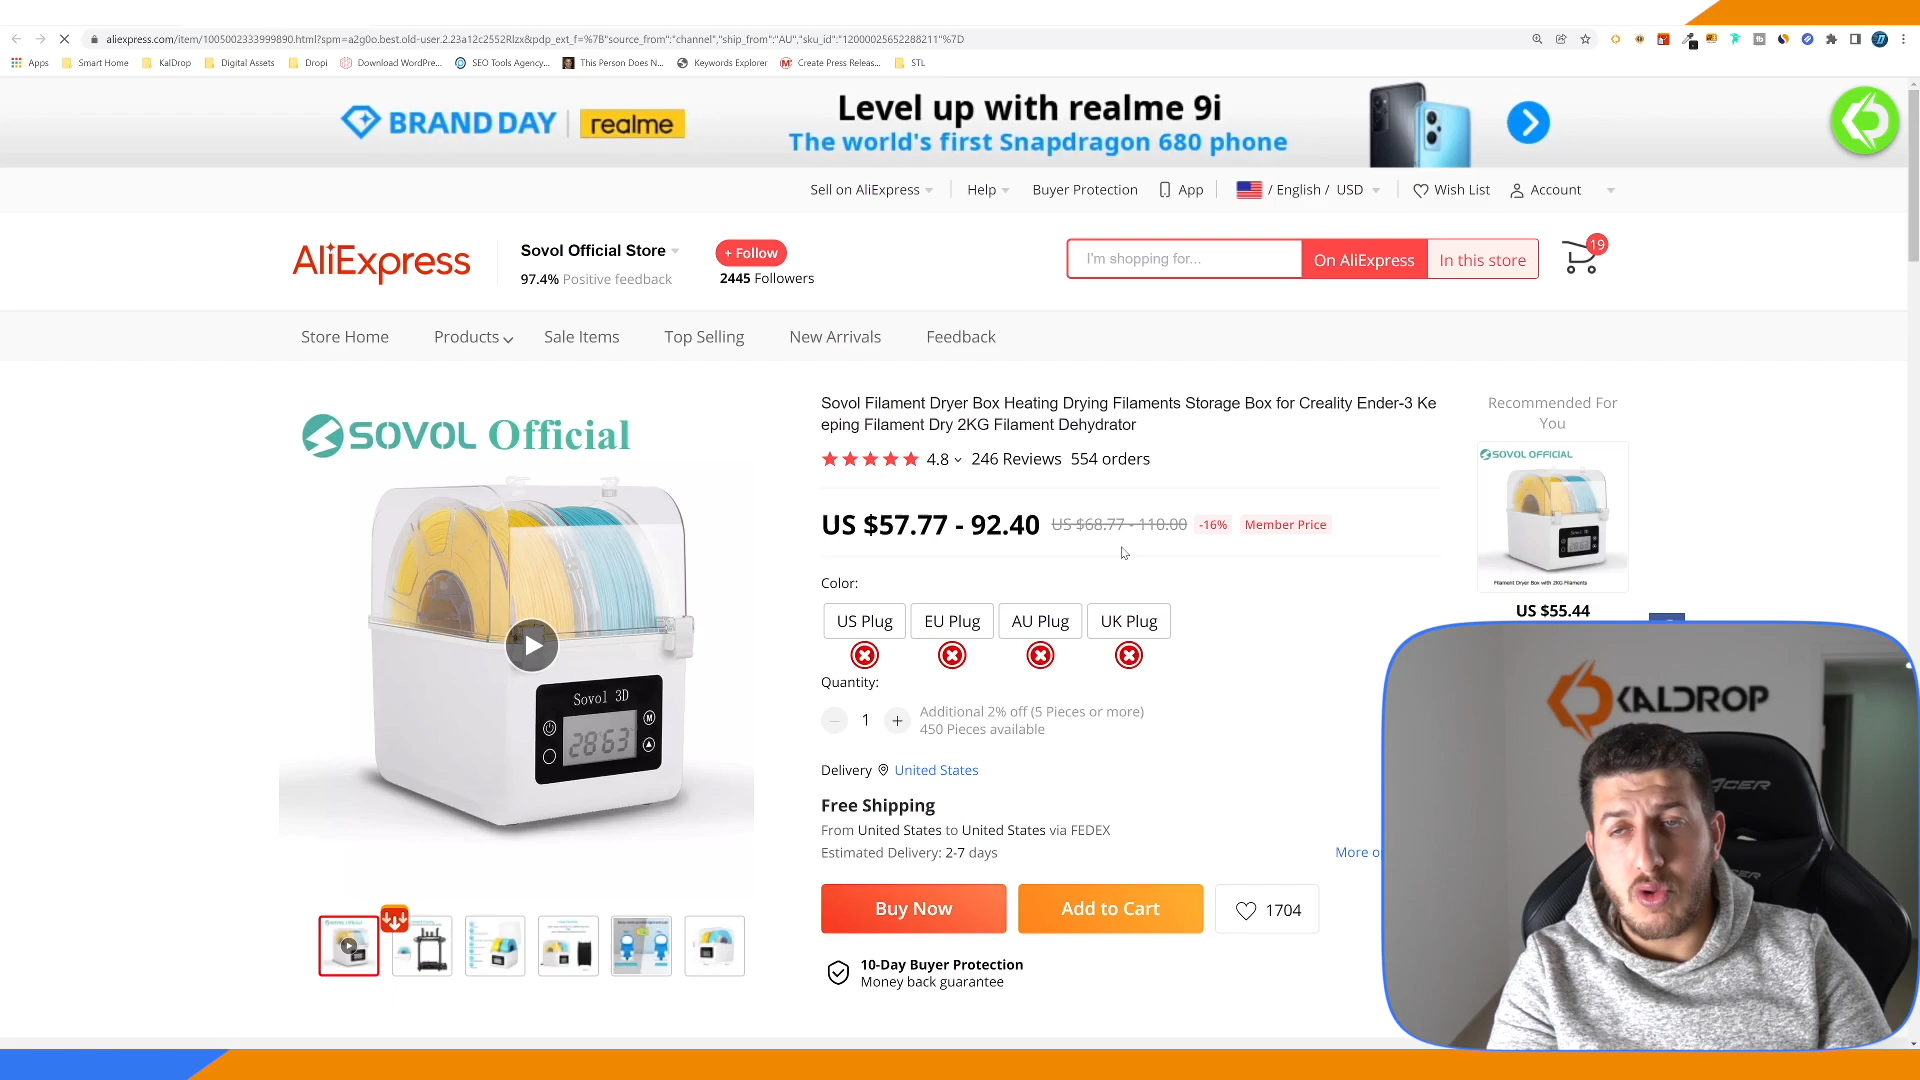 aliexpress.com/item/1005002333999890.html?spm=a2g0o.best.old-user.2.23a12c2552Rlzx&pdp_ext_f=%7B"source_from":"channel","ship_from":"AU","sku_id":"12000025652288211"%7D
Apps Smart Home KalDrop Digital Assets Dropi Download WordPre... SEO Tools Agency... This Person Does N... Keywords Explorer Create Press Releas... STL
BRAND DAY realme
Level up with realme 9i
The world's first Snapdragon 680 phone
Sell on AliExpress Help Buyer Protection App / English / USD Wish List Account
AliExpress
Sovol Official Store
97.4% Positive feedback
+ Follow
2445 Followers
I'm shopping for... On AliExpress In this store
19
Store Home Products Sale Items Top Selling New Arrivals Feedback
SOVOL Official
Sovol 3D
M
Sovol Filament Dryer Box Heating Drying Filaments Storage Box for Creality Ender-3 Ke
eping Filament Dry 2KG Filament Dehydrator
4.8 246 Reviews 554 orders
US $57.77 - 92.40 US $68.77 - 110.00 -16% Member Price
Color:
US Plug EU Plug AU Plug UK Plug
Quantity:
1
Additional 2% off (5 Pieces or more)
450 Pieces available
Delivery United States
Free Shipping
From United States to United States via FEDEX
Estimated Delivery: 2-7 days
More o
Buy Now Add to Cart 1704
10-Day Buyer Protection
Money back guarantee
Recommended For
You
SOVOL OFFICIAL
Filament Dryer Box with 2KG Filaments
US $55.44
KALDROP
ACER